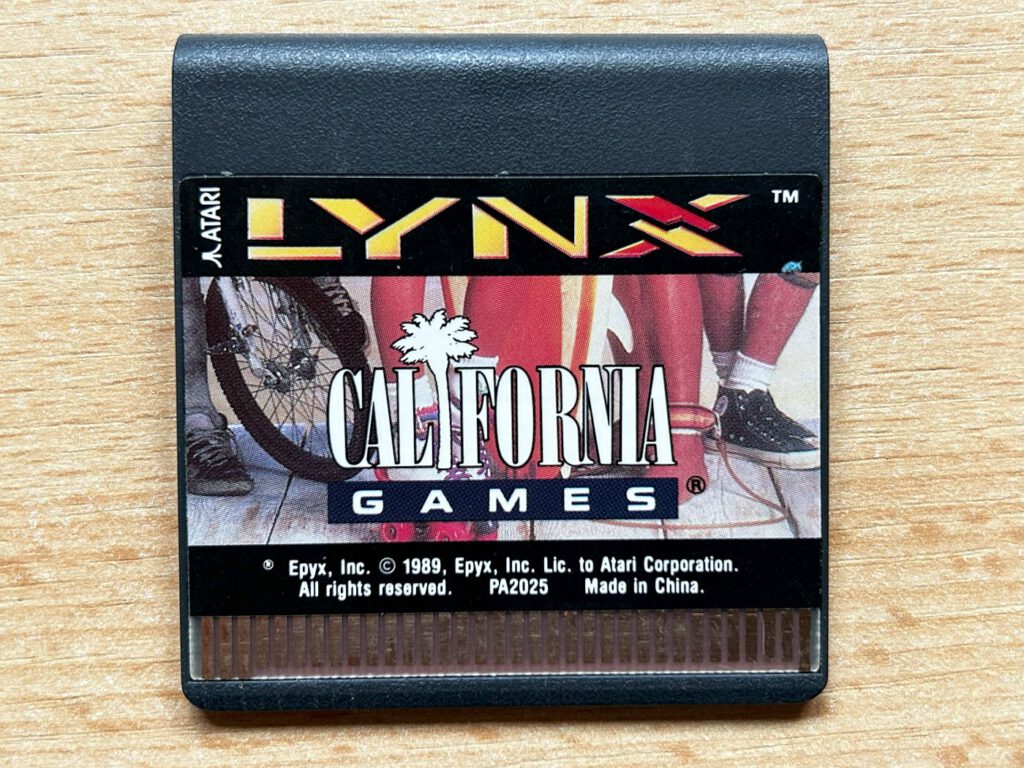 ATARI
LYNX ™
CALIFORNIA
GAMES ®
® Epyx, Inc. © 1989, Epyx, Inc. Lic. to Atari Corporation.
All rights reserved. PA2025 Made in China.